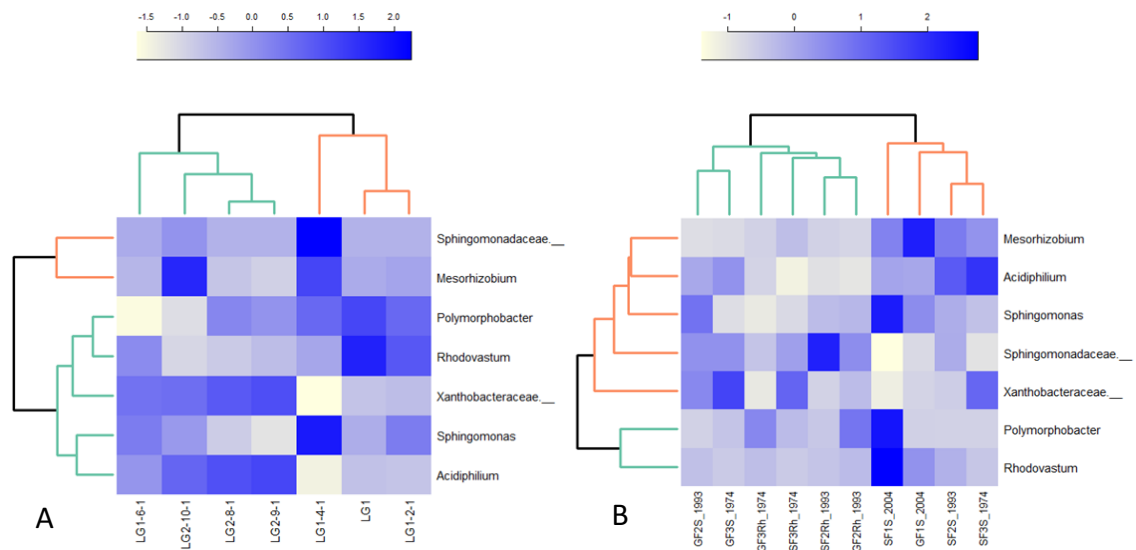 -1.5 -0.5 0.0 0.5 1.0 1.5 2.0
-1 0 1 2
Sphingomonadaceae.__
Mesorhizobium
Polymorphobacter
Rhodovastum
Xanthobacteraceae.__
Sphingomonas
Acidiphilium
LG1-6-1
LG2-10-1
LG2-8-1
LG2-9-1
LG1-4-1
LG1
LG1-2-1
A
Mesorhizobium
Acidiphilium
Sphingomonas
Sphingomonadaceae.__
Xanthobacteraceae.__
Polymorphobacter
Rhodovastum
GF2S_1993
GF3S_1974
GF3Rh_1974
SF3Rh_1974
SF2Rh_1993
GF2Rh_1993
SF1S_2004
GF1S_2004
SF2S_1993
SF3S_1974
B